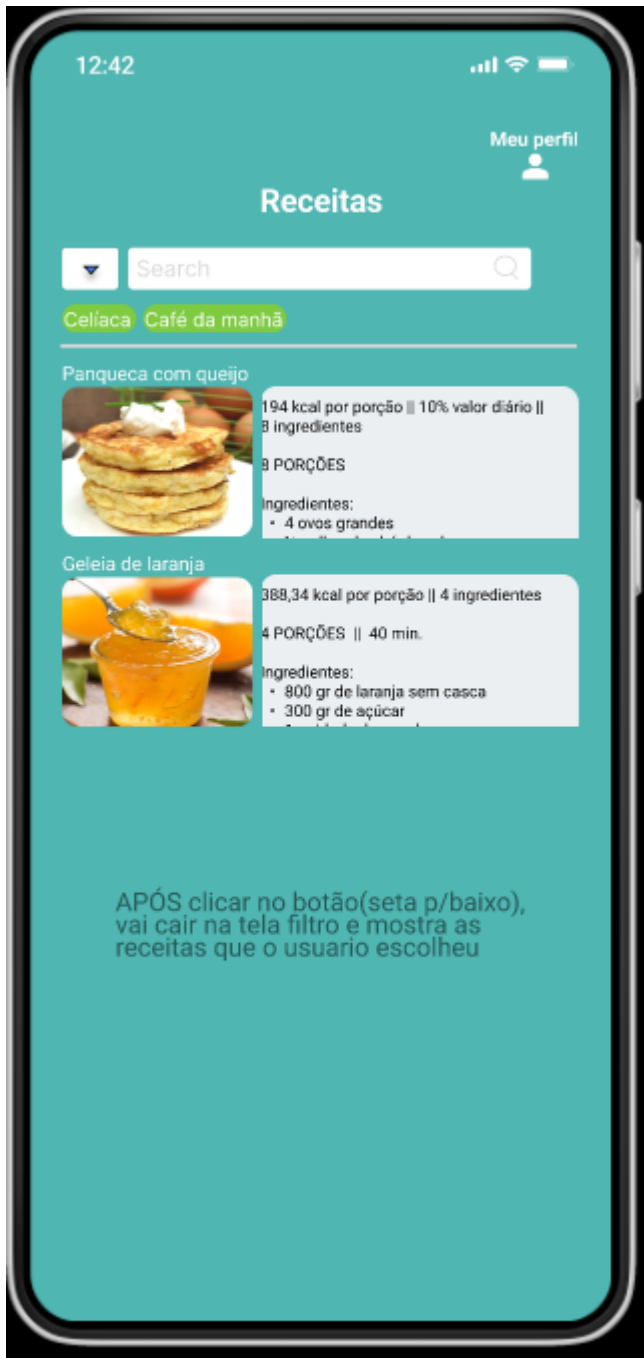 12:42
Meu perfil
Receitas
Search
Celíaca Café da manhã
Panqueca com queijo
194 kcal por porção || 10% valor diário ||
8 ingredientes
8 PORÇÕES
Ingredientes:
• 4 ovos grandes
Geleia de laranja
388,34 kcal por porção || 4 ingredientes
4 PORÇÕES || 40 min.
Ingredientes:
• 800 gr de laranja sem casca
• 300 gr de açúcar
APÓS clicar no botão(seta p/baixo),
vai cair na tela filtro e mostra as
receitas que o usuario escolheu